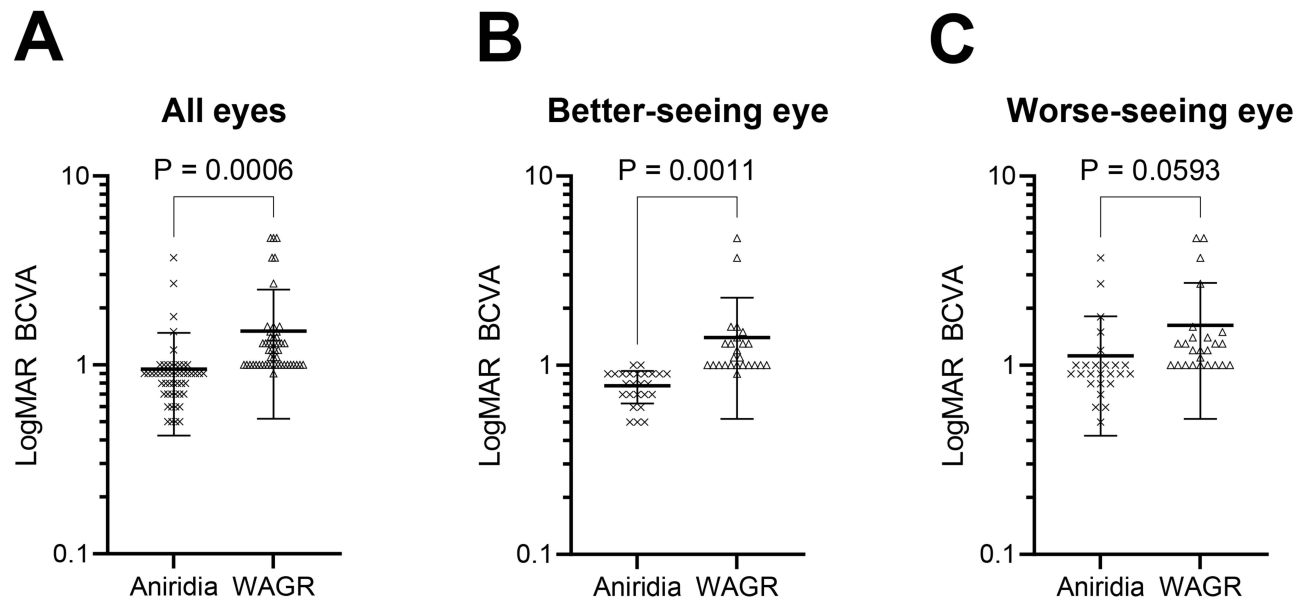 A
All eyes
P = 0.0006
10
1
0.1
LogMAR BCVA
Aniridia WAGR
B
Better-seeing eye
P = 0.0011
10
1
0.1
LogMAR BCVA
Aniridia WAGR
C
Worse-seeing eye
P = 0.0593
10
1
0.1
LogMAR BCVA
Aniridia WAGR